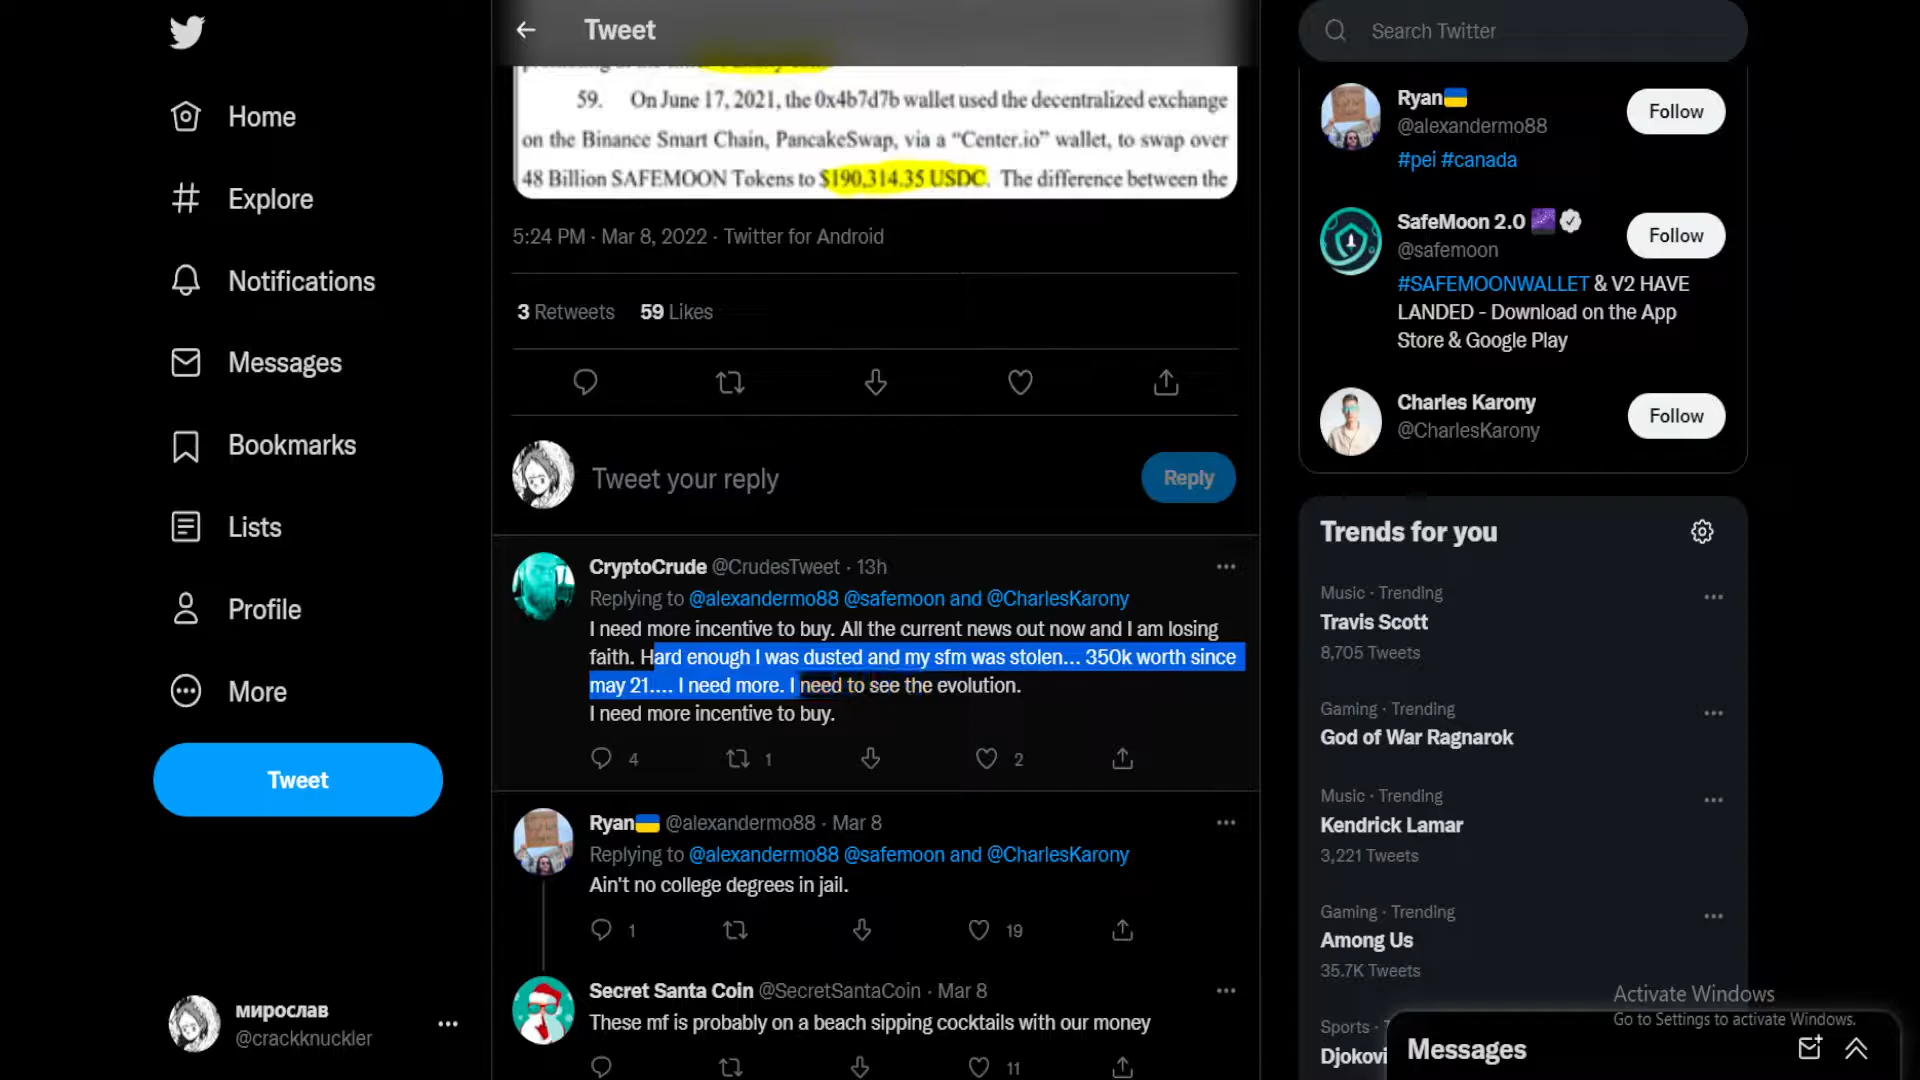 Home
Explore
Notifications
Messages
Bookmarks
Lists
Profile
More
Tweet
мирослав
@crackknuckler
Tweet
59. On June 17, 2021, the 0x4b7d7b wallet used the decentralized exchange
on the Binance Smart Chain, PancakeSwap, via a “Center.io” wallet, to swap over
48 Billion SAFEMOON Tokens to $190,314.35 USDC. The difference between the
5:24 PM · Mar 8, 2022 · Twitter for Android
3 Retweets 59 Likes
Tweet your reply
Reply
CryptoCrude @CrudesTweet · 13h
Replying to @alexandermo88 @safemoon and @CharlesKarony
I need more incentive to buy. All the current news out now and I am losing
faith. Hard enough I was dusted and my sfm was stolen... 350k worth since
may 21.... I need more. I need to see the evolution.
I need more incentive to buy.
4 1 2
Ryan @alexandermo88 · Mar 8
Replying to @alexandermo88 @safemoon and @CharlesKarony
Ain't no college degrees in jail.
1 19
Secret Santa Coin @SecretSantaCoin · Mar 8
These mf is probably on a beach sipping cocktails with our money
11
Search Twitter
Ryan
@alexandermo88
Follow
#pei #canada
SafeMoon 2.0
@safemoon
Follow
#SAFEMOONWALLET & V2 HAVE
LANDED - Download on the App
Store & Google Play
Charles Karony
@CharlesKarony
Follow
Trends for you
Music · Trending
Travis Scott
8,705 Tweets
Gaming · Trending
God of War Ragnarok
Music · Trending
Kendrick Lamar
3,221 Tweets
Gaming · Trending
Among Us
35.7K Tweets
Sports ·
Djokovi
Activate Windows
Go to Settings to activate Windows.
Messages